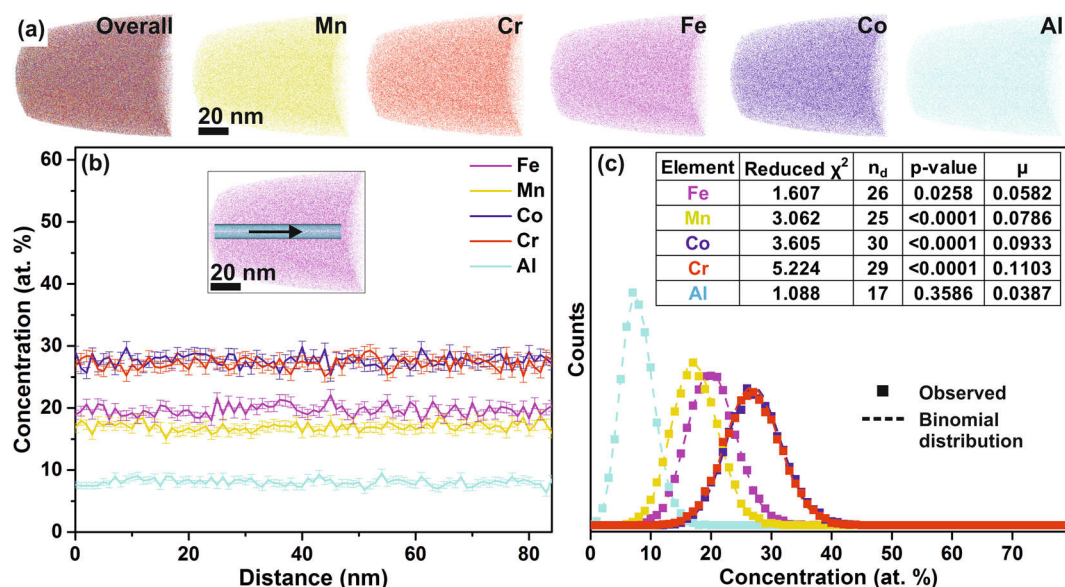 (a) Overall Mn Cr Fe Co Al
20 nm
(b)
Fe
Mn
Co
Cr
Al
20 nm
60
50
40
30
20
10
0
Concentration (at. %)
0 20 40 60 80
Distance (nm)
(c)
Element Reduced χ² n_d p-value μ
Fe 1.607 26 0.0258 0.0582
Mn 3.062 25 <0.0001 0.0786
Co 3.605 30 <0.0001 0.0933
Cr 5.224 29 <0.0001 0.1103
Al 1.088 17 0.3586 0.0387
Counts
Observed
Binomial
distribution
0 10 20 30 40 50 60 70
Concentration (at. %)